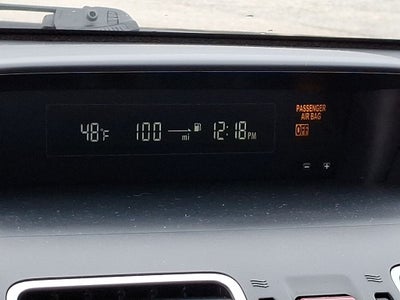 48°F 100 mi 12:18 PM
PASSENGER
AIR BAG
OFF
- +